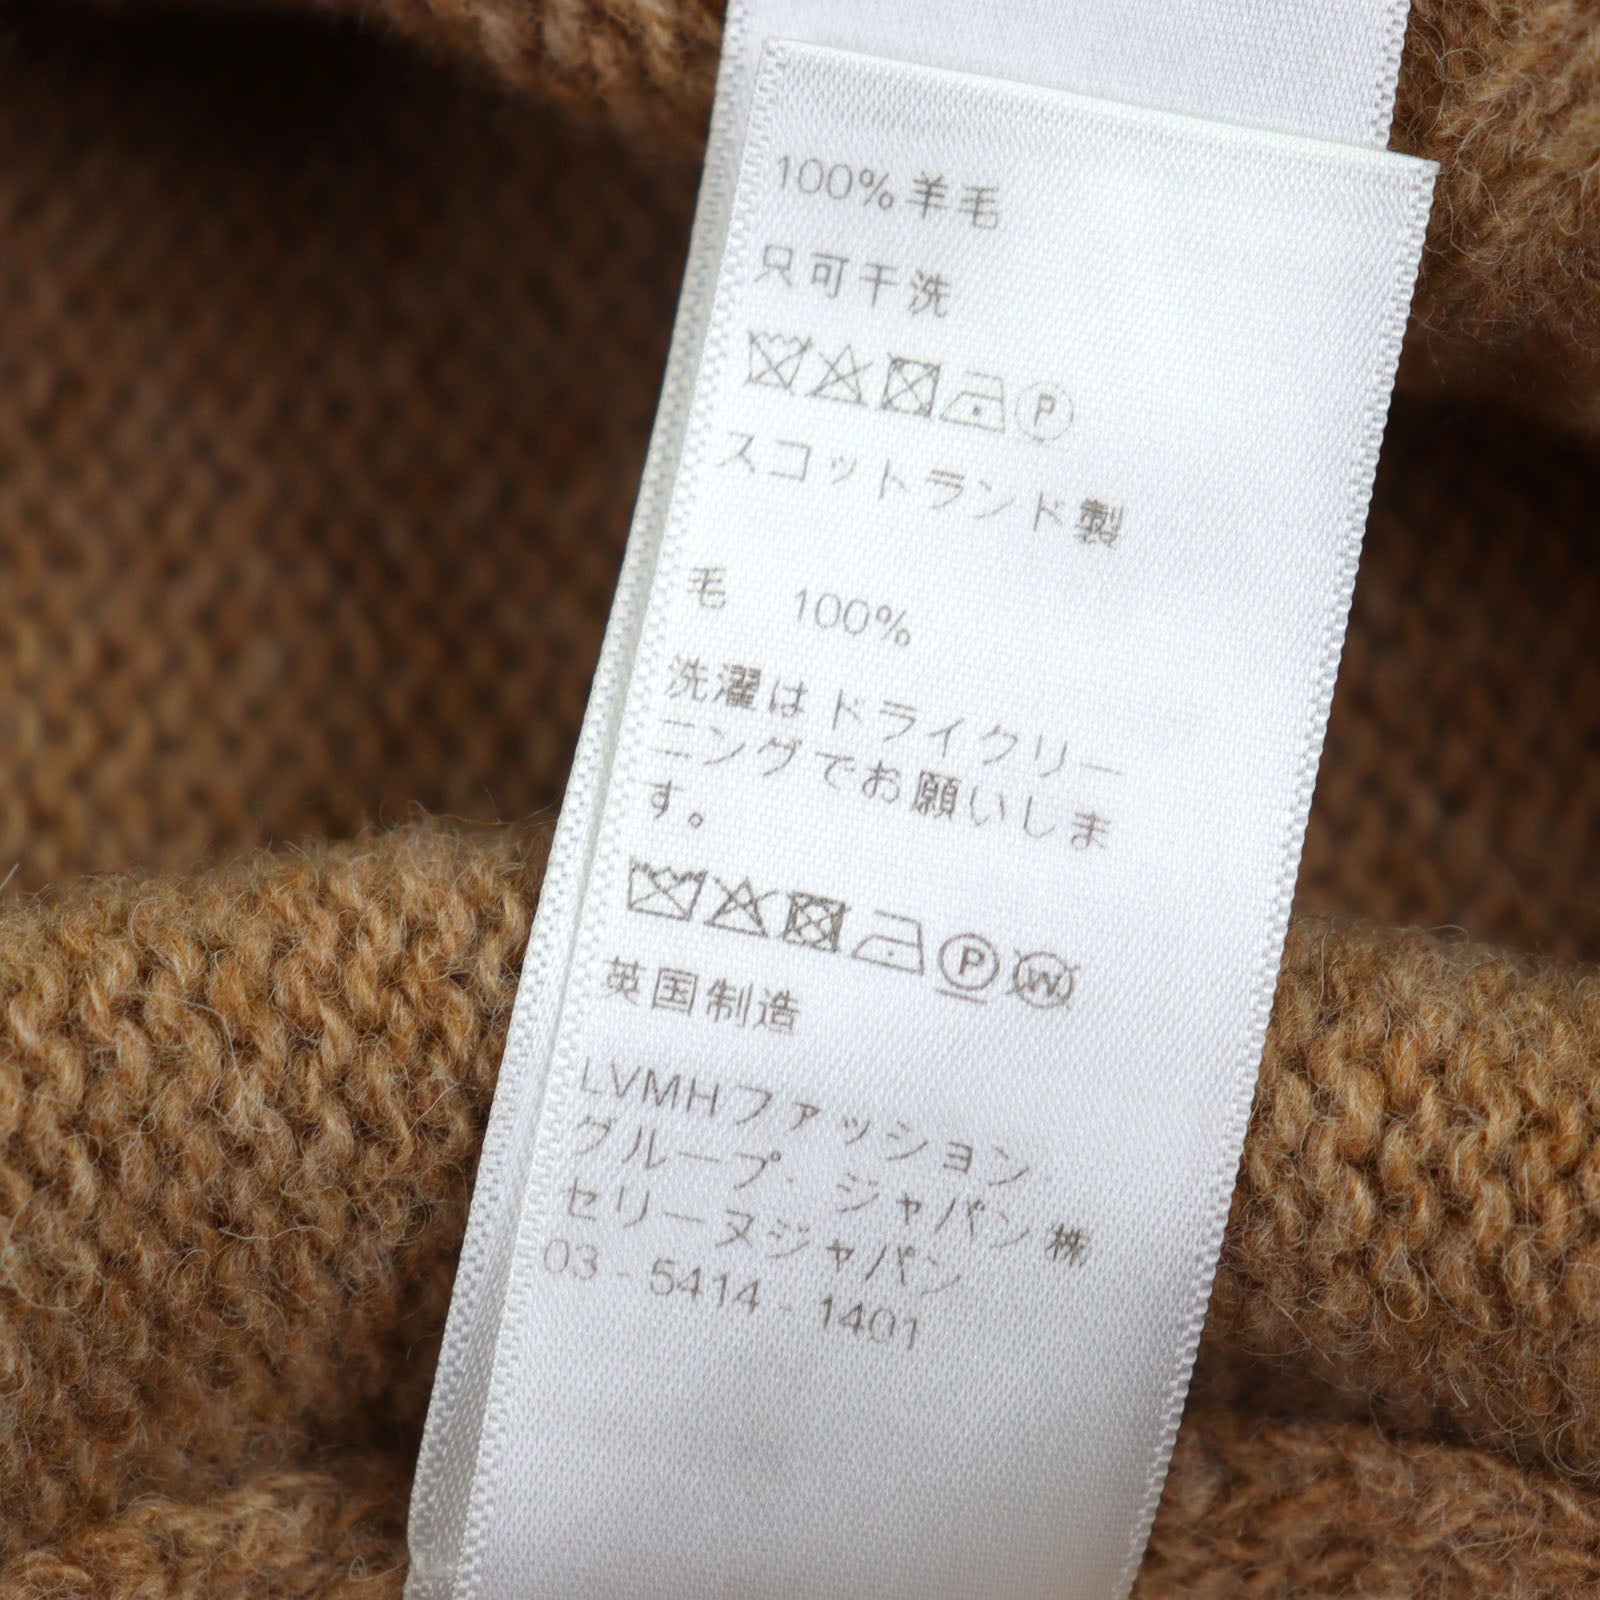 100%羊毛
只可干洗
P
スコットランド製
毛 100%
洗濯はドライクリー
ニングでお願いしま
す。
P W
英国制造
LVMHファッション
グループ・ジャパン株
セリーヌジャパン
03-5414-1401